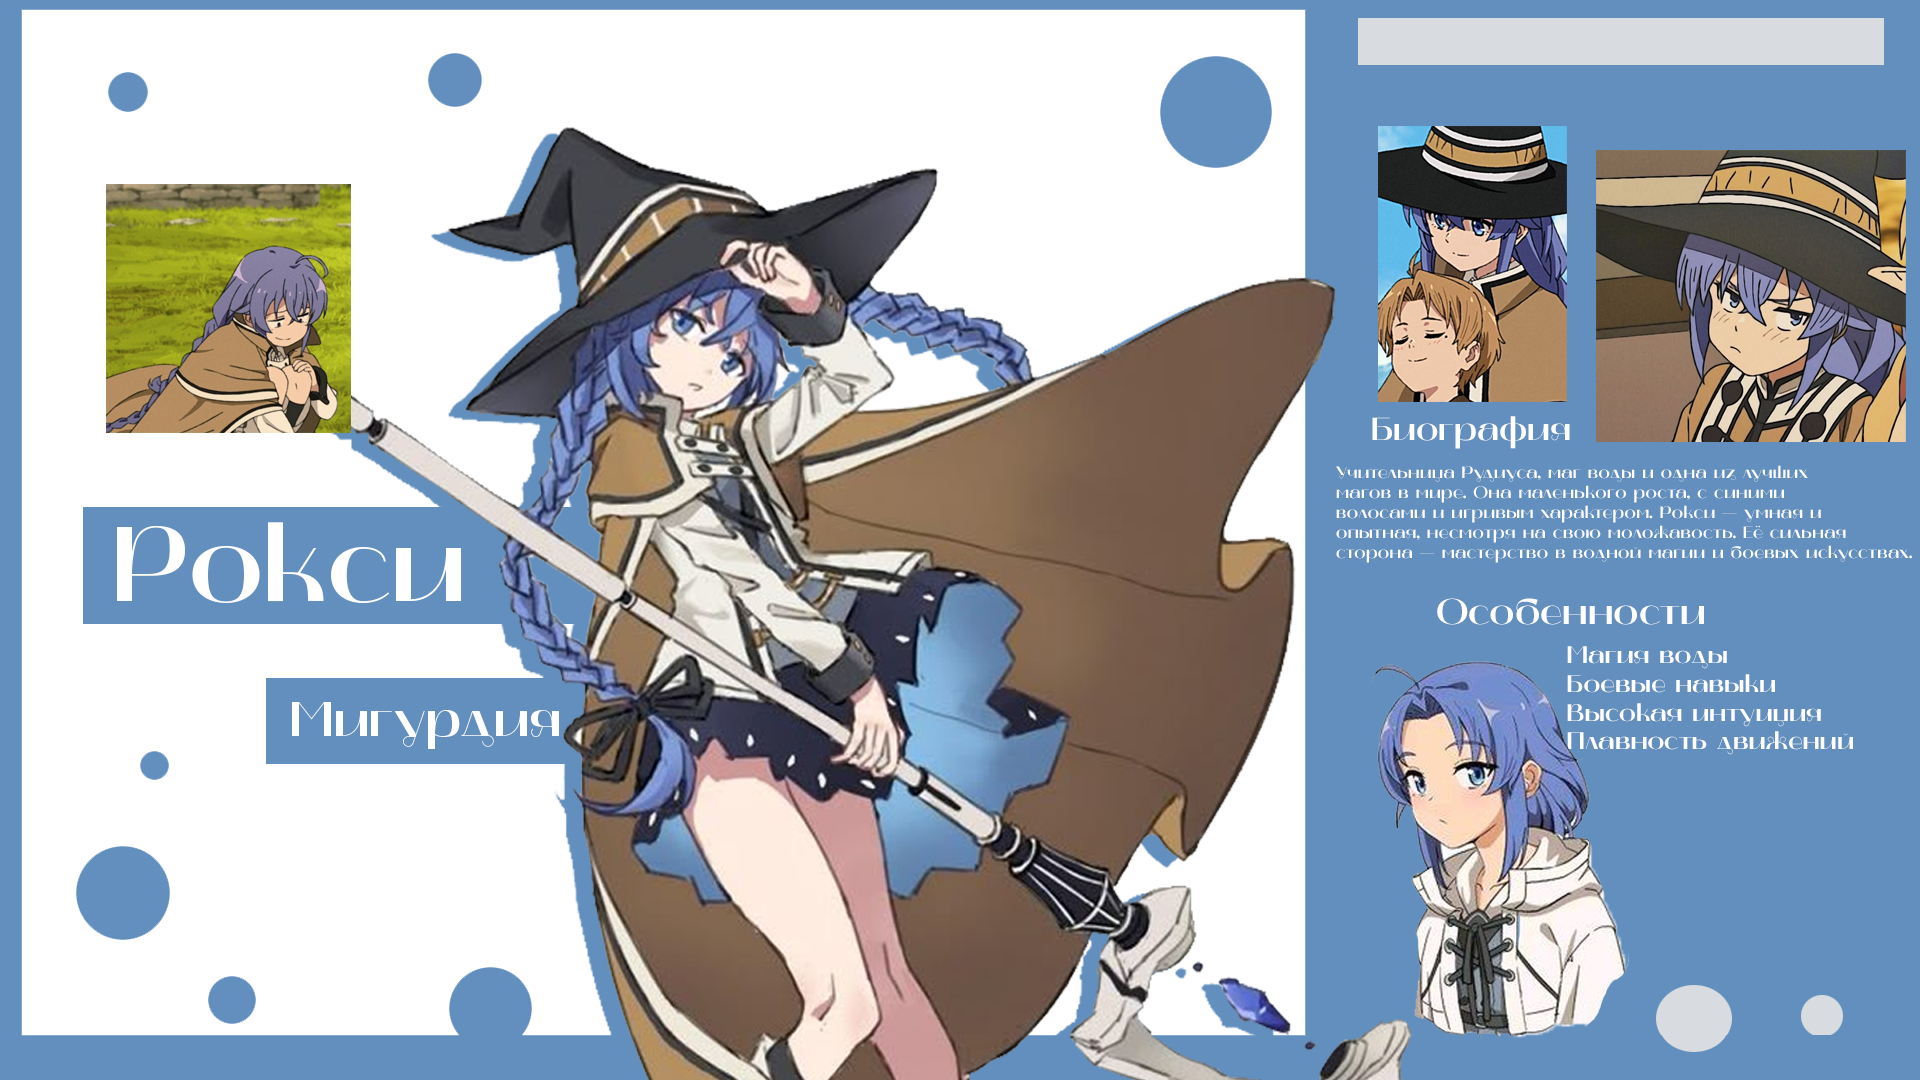 Рокси
Мигурдия
Биография
Учительница Рудиуса, маг воды и одна из лучших
магов в мире. Она маленького роста, с синими
волосами и игривым характером. Рокси — умная и
опытная, несмотря на свою моложавость. Её сильная
сторона — мастерство в водной магии и боевых искусствах.
Особенности
Магия воды
Боевые навыки
Высокая интуиция
Плавность движений